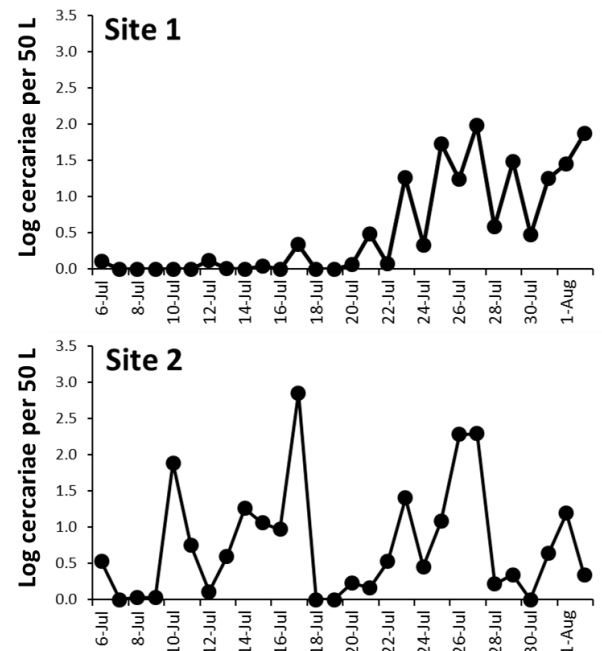 Site 1
Log cercariae per 50 L
3.5
3.0
2.5
2.0
1.5
1.0
0.5
0.0
6-Jul
8-Jul
10-Jul
12-Jul
14-Jul
16-Jul
18-Jul
20-Jul
22-Jul
24-Jul
26-Jul
28-Jul
30-Jul
1-Aug
Site 2
Log cercariae per 50 L
3.5
3.0
2.5
2.0
1.5
1.0
0.5
0.0
6-Jul
8-Jul
10-Jul
12-Jul
14-Jul
16-Jul
18-Jul
20-Jul
22-Jul
24-Jul
26-Jul
28-Jul
30-Jul
1-Aug